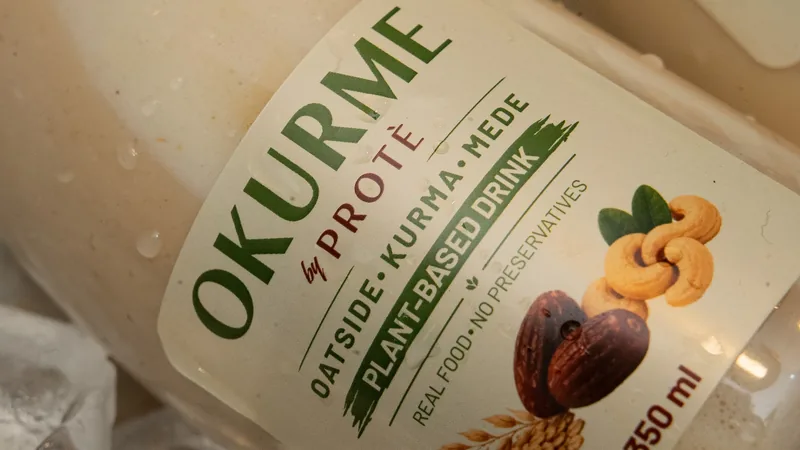 OKURME
by PROTÈ
OATSIDE • KURMA • MEDE
PLANT-BASED DRINK
REAL FOOD • NO PRESERVATIVES
350 ml